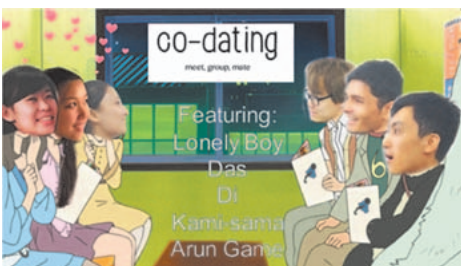 co-dating
meet, group, mate
Featuring:
Lonely Boy
Das
Di
Kami-sama
Arun Game